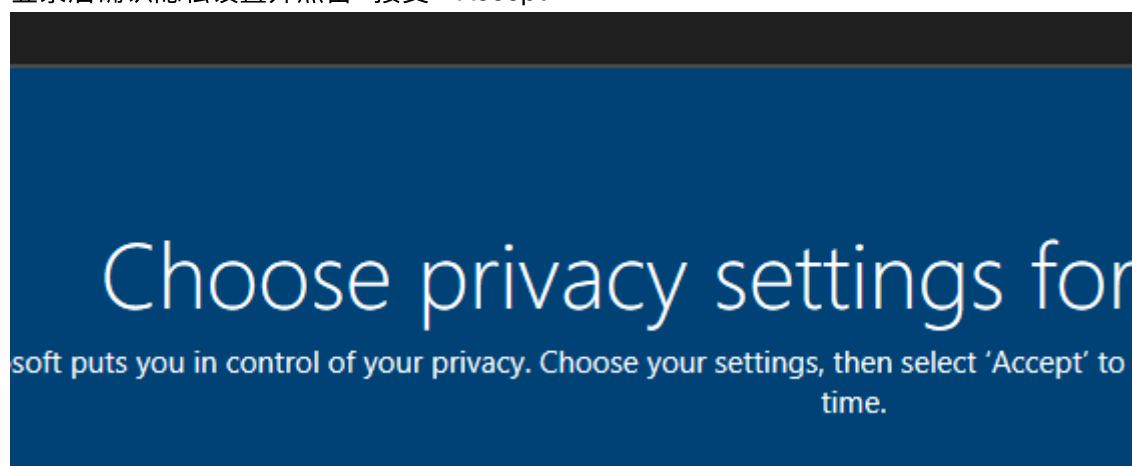 Choose privacy settings for
soft puts you in control of your privacy. Choose your settings, then select ‘Accept’ to
time.